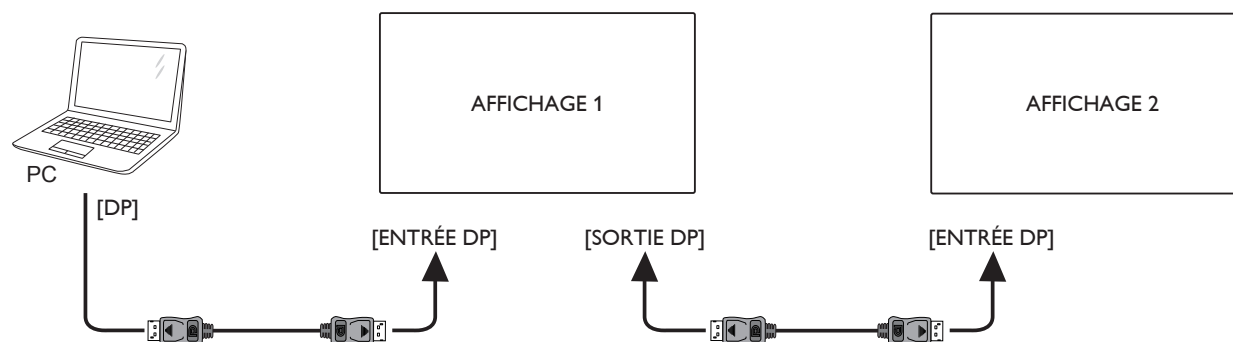 AFFICHAGE 1
AFFICHAGE 2
PC
[DP]
[ENTRÉE DP]
[SORTIE DP]
[ENTRÉE DP]